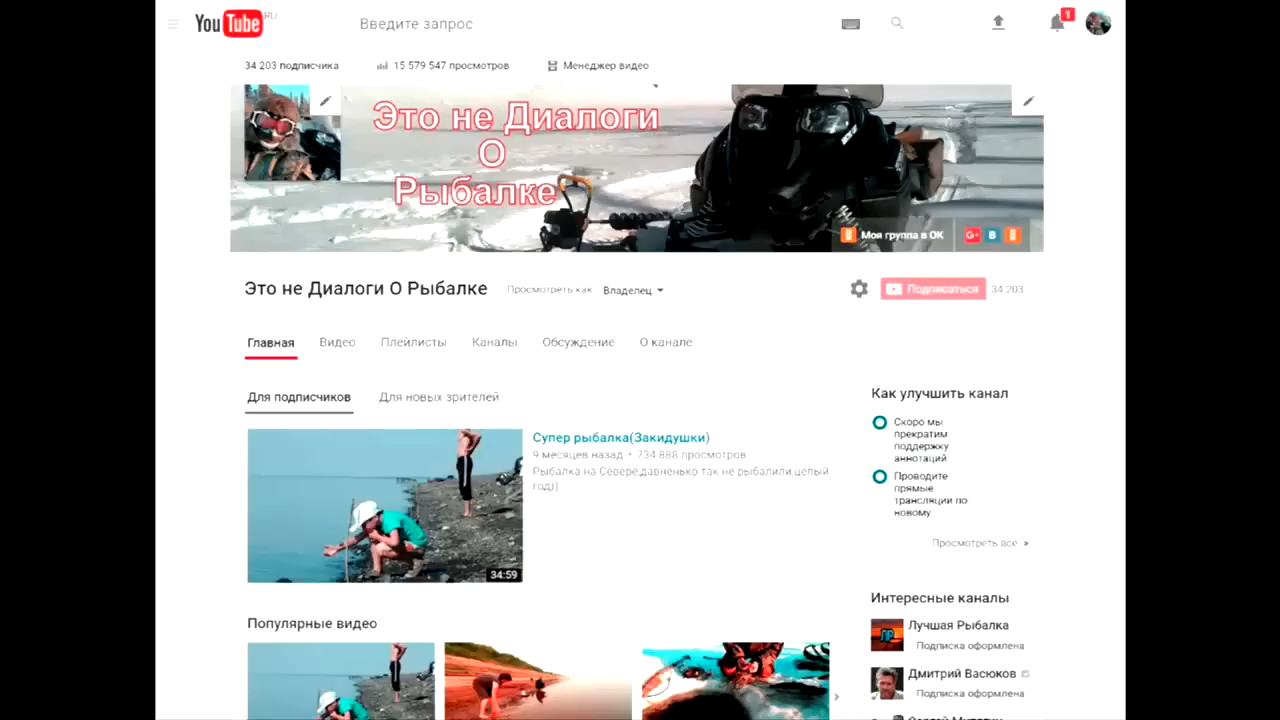 YouTube RU
Введите запрос
1
34 203 подписчика
15 579 547 просмотров
Менеджер видео
Это не Диалоги
О
Рыбалке
Моя группа в ОК
G+
B
Это не Диалоги О Рыбалке
Просмотреть как
Владелец
Подписаться
34 203
Главная
Видео
Плейлисты
Каналы
Обсуждение
О канале
Для подписчиков
Для новых зрителей
Супер рыбалка(Закидушки)
9 месяцев назад • 734 888 просмотров
Рыбалка на Севере,давненько так не рыбалили,целый
год))
34:59
Как улучшить канал
Скоро мы
прекратим
поддержку
аннотаций
Проводите
прямые
трансляции по
новому
Просмотреть все »
Популярные видео
Интересные каналы
Лучшая Рыбалка
Подписка оформлена
Дмитрий Васюков
Подписка оформлена